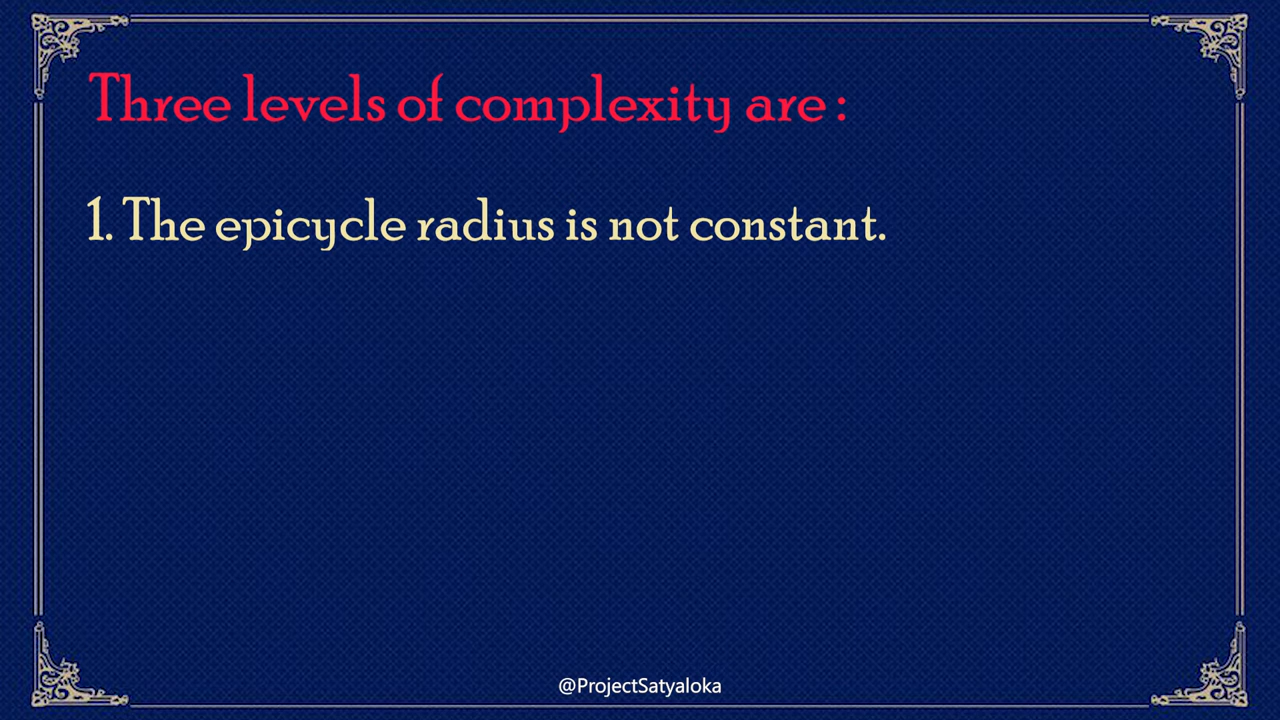 Three levels of complexity are :
1. The epicycle radius is not constant.
@ProjectSatyaloka